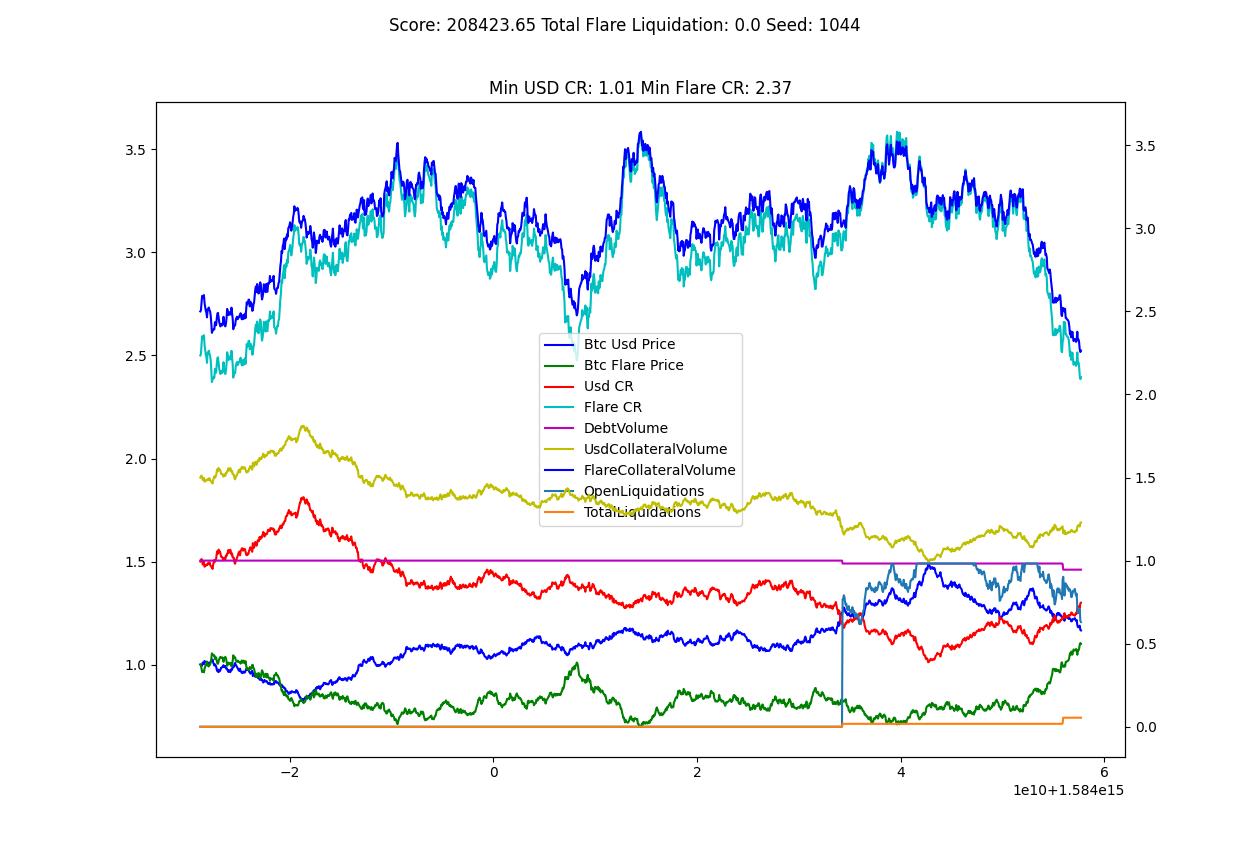 Score: 208423.65 Total Flare Liquidation: 0.0 Seed: 1044
Min USD CR: 1.01 Min Flare CR: 2.37
3.5
3.0
2.5
2.0
1.5
1.0
3.5
3.0
2.5
2.0
1.5
1.0
0.5
0.0
Btc Usd Price
Btc Flare Price
Usd CR
Flare CR
DebtVolume
UsdCollateralVolume
FlareCollateralVolume
OpenLiquidations
TotalLiquidations
−2 0 2 4 6
1e10+1.584e15